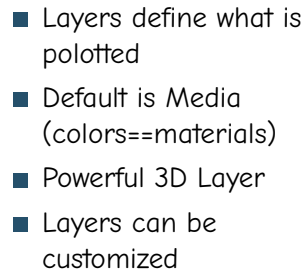 Layers define what is
polotted
Default is Media
(colors==materials)
Powerful 3D Layer
Layers can be
customized